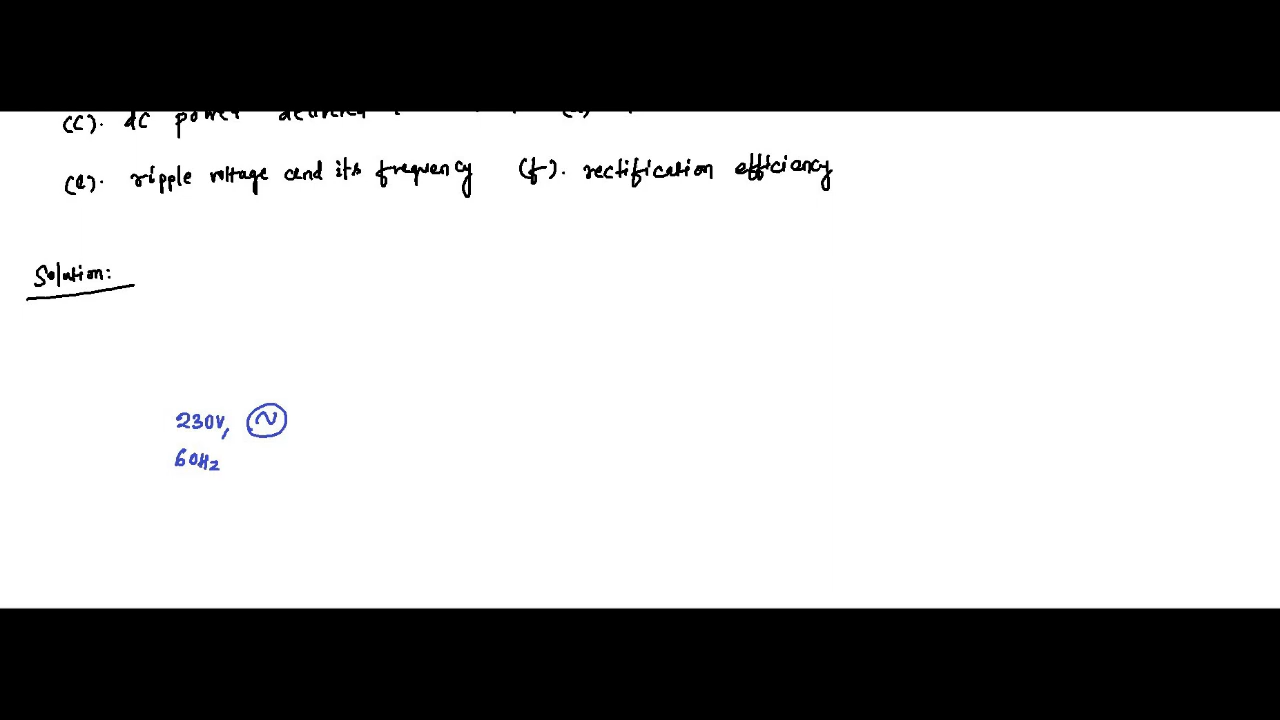 (c). dc power
(e). ripple voltage and its frequency (f). rectification efficiency
Solution:
230V,
60Hz